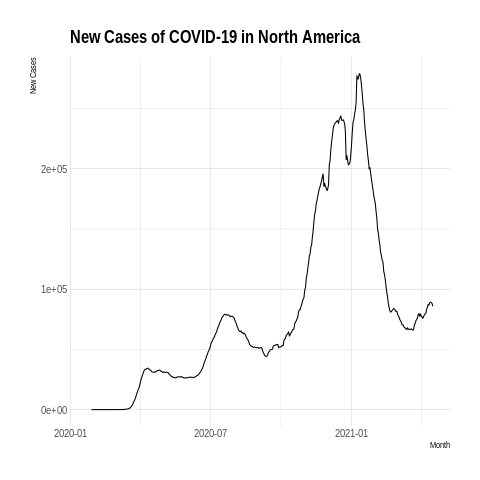 New Cases of COVID-19 in North America
New Cases
2e+05
1e+05
0e+00
2020-01 2020-07 2021-01
Month